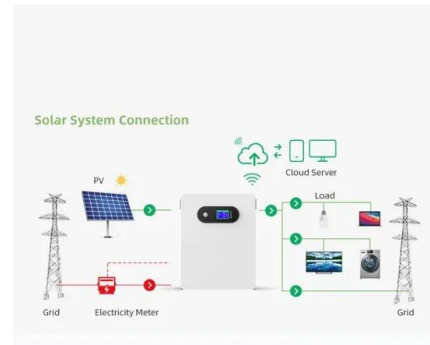 Solar System Connection
Cloud Server
PV
Load
Grid
Electricity Meter
Grid